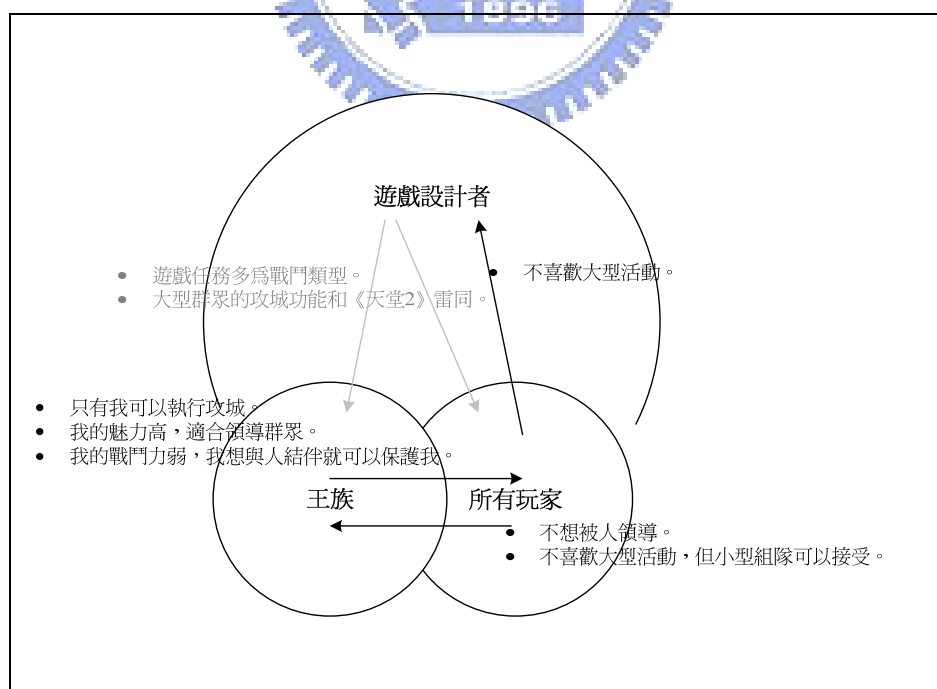 1896
遊戲設計者
• 遊戲任務多為戰鬥類型。
• 大型群眾的攻城功能和《天堂2》雷同。
• 不喜歡大型活動。
• 只有我可以執行攻城。
• 我的魅力高，適合領導群眾。
• 我的戰鬥力弱，我想與人結伴就可以保護我。
王族
所有玩家
• 不想被人領導。
• 不喜歡大型活動，但小型組隊可以接受。